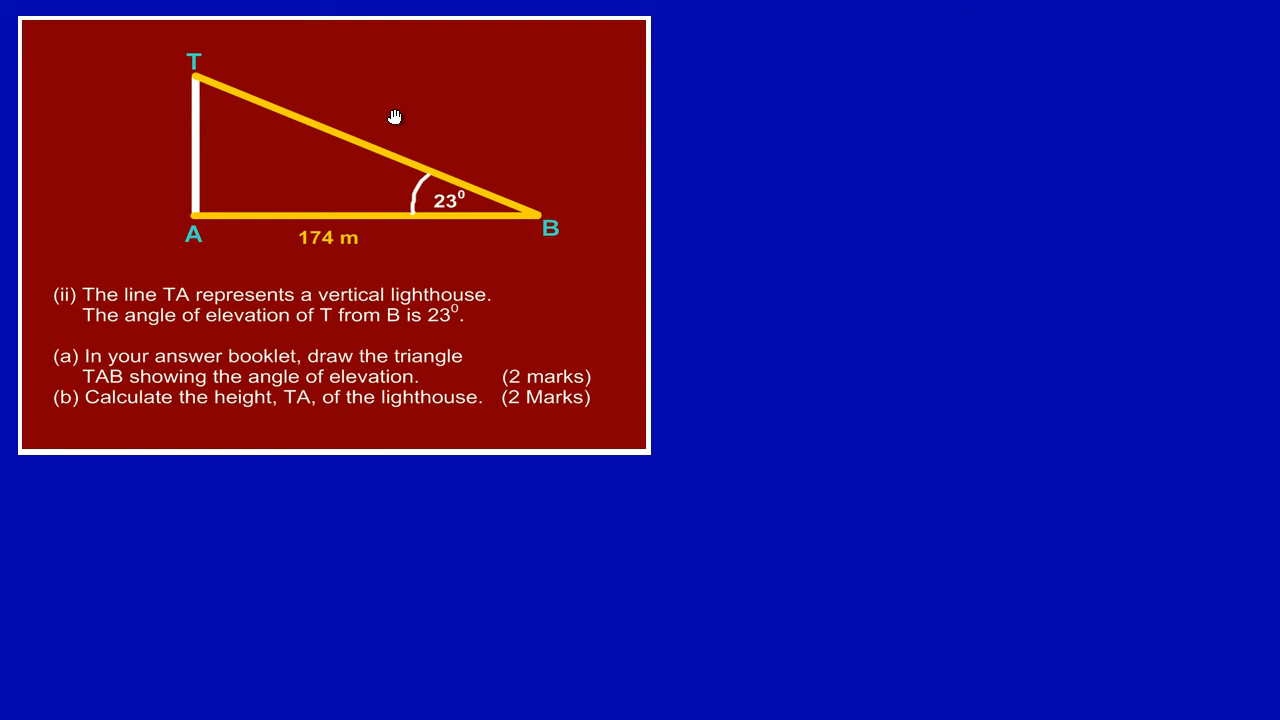 T
23⁰
A
B
174 m
(ii) The line TA represents a vertical lighthouse.
The angle of elevation of T from B is 23⁰.
(a) In your answer booklet, draw the triangle
TAB showing the angle of elevation. (2 marks)
(b) Calculate the height, TA, of the lighthouse. (2 Marks)